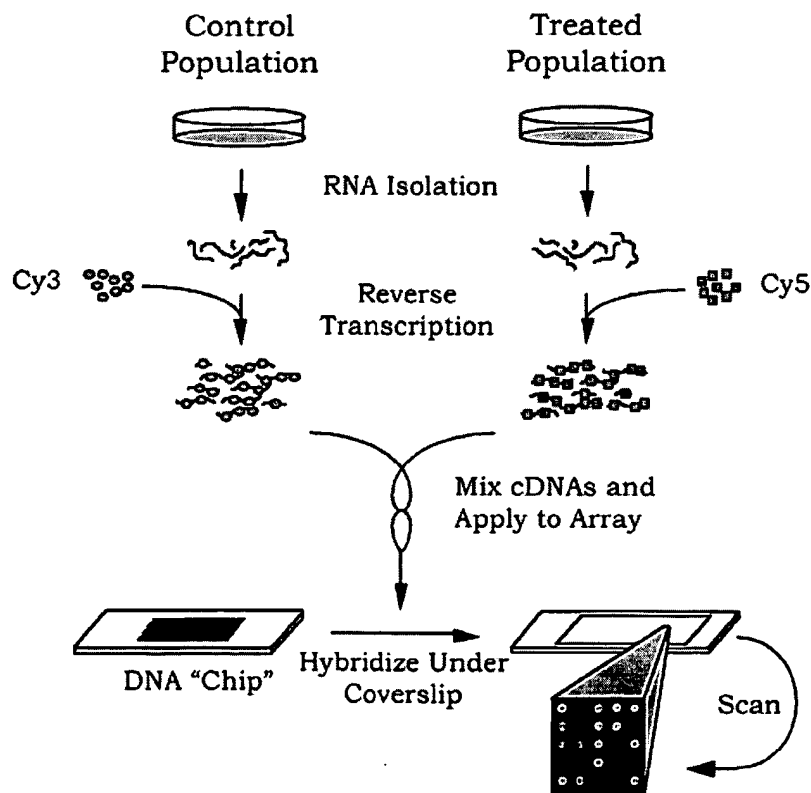 Control
Population
Treated
Population
RNA Isolation
Cy3
Reverse
Transcription
Cy5
Mix cDNAs and
Apply to Array
DNA "Chip"
Hybridize Under
Coverslip
Scan